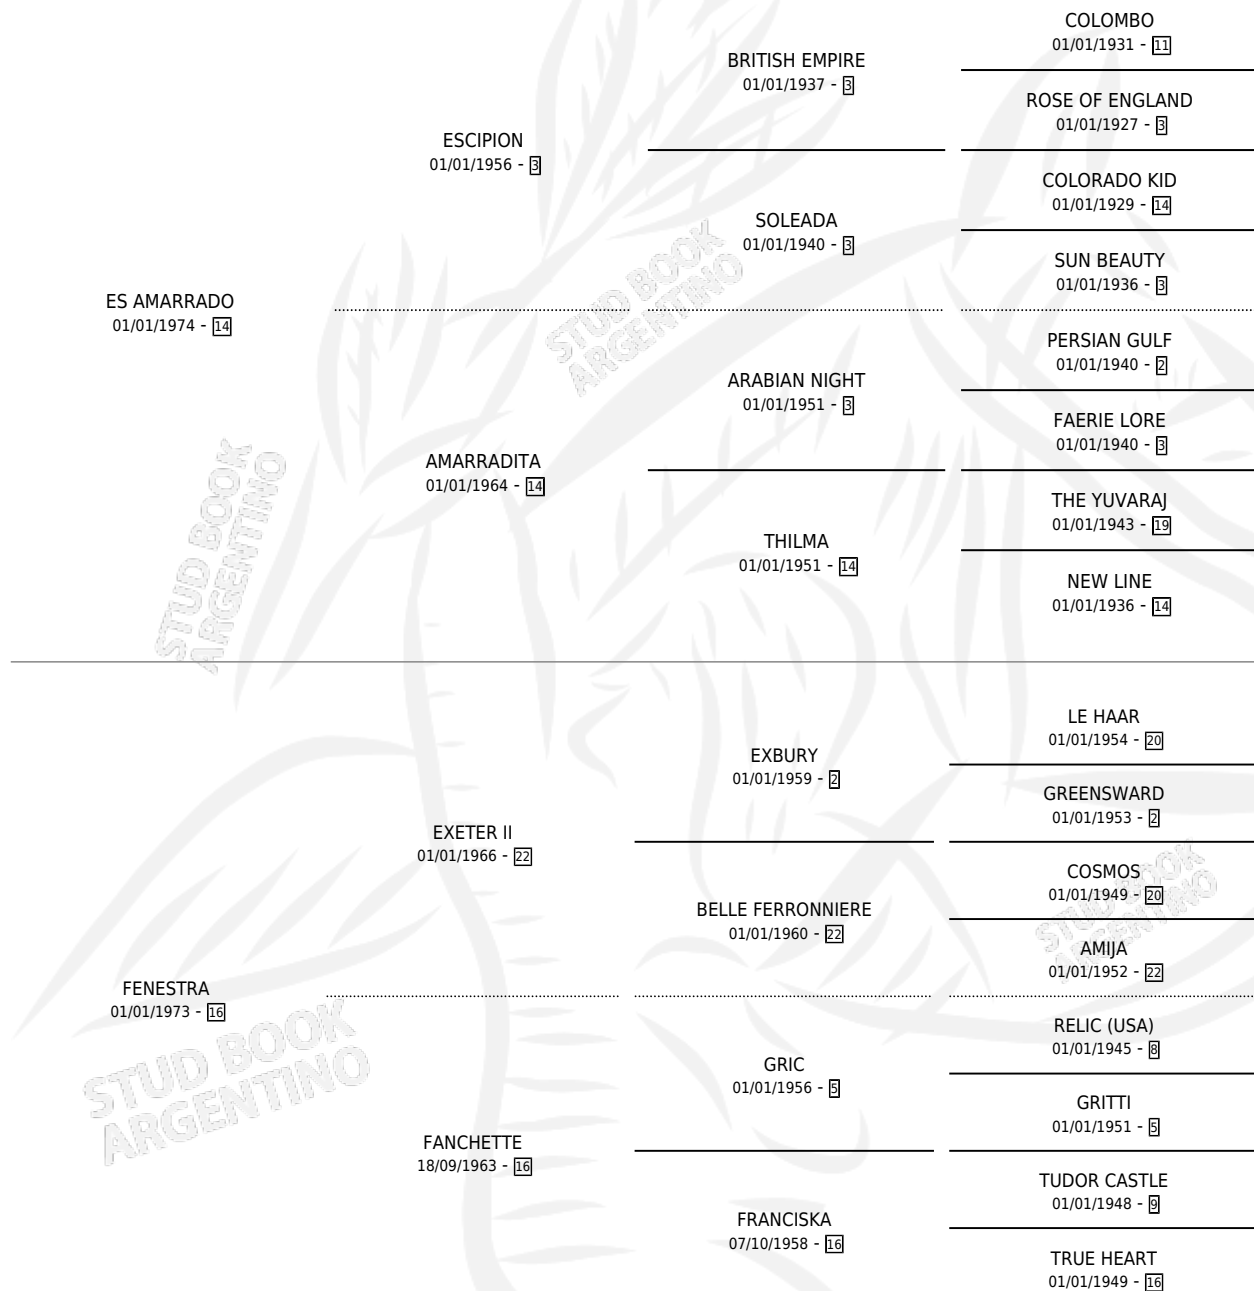 COLOMBO
01/01/1931 - 11
BRITISH EMPIRE
01/01/1937 - 3
ROSE OF ENGLAND
01/01/1927 - 3
ESCIPION
01/01/1956 - 3
COLORADO KID
01/01/1929 - 14
SOLEADA
01/01/1940 - 3
SUN BEAUTY
01/01/1936 - 3
STUD BOOK
ARGENTINO
ES AMARRADO
01/01/1974 - 14
PERSIAN GULF
01/01/1940 - 2
ARABIAN NIGHT
01/01/1951 - 3
FAERIE LORE
01/01/1940 - 3
AMARRADITA
01/01/1964 - 14
THE YUVARAJ
01/01/1943 - 19
THILMA
01/01/1951 - 14
NEW LINE
01/01/1936 - 14
STUD BOOK
ARGENTINO
LE HAAR
01/01/1954 - 20
EXBURY
01/01/1959 - 2
GREENSWARD
01/01/1953 - 2
EXETER II
01/01/1966 - 22
COSMOS
01/01/1949 - 20
BELLE FERRONNIERE
01/01/1960 - 22
AMIJA
01/01/1952 - 22
STUD BOOK
ARGENTINO
FENESTRA
01/01/1973 - 16
RELIC (USA)
01/01/1945 - 8
GRIC
01/01/1956 - 5
GRITTI
01/01/1951 - 5
STUD BOOK
ARGENTINO
FANCHETTE
18/09/1963 - 16
TUDOR CASTLE
01/01/1948 - 9
FRANCISKA
07/10/1958 - 16
TRUE HEART
01/01/1949 - 16